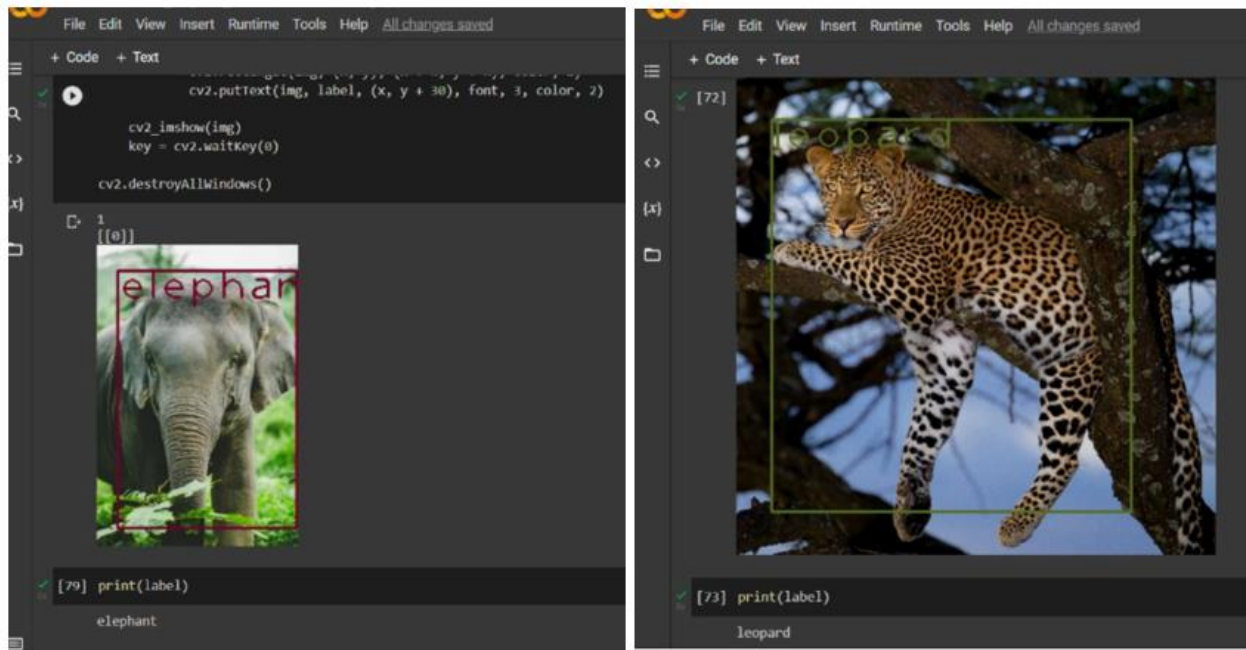 File Edit View Insert Runtime Tools Help All changes saved
+ Code + Text
cv2.putText(img, label, (x, y + 30), font, 3, color, 2)
cv2_imshow(img)
key = cv2.waitKey(0)
cv2.destroyAllWindows()
1
[[0]]
elephan
[79] print(label)
elephant
File Edit View Insert Runtime Tools Help All changes saved
+ Code + Text
[72]
leopard
[73] print(label)
leopard